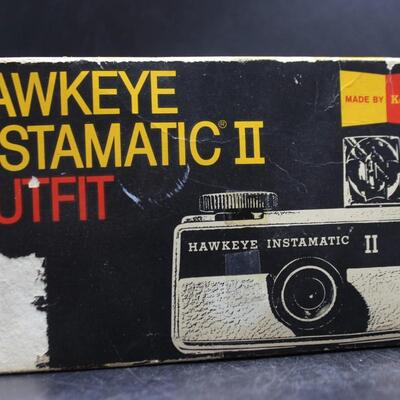 AWKEYE
STAMATIC® II
UTFIT
MADE BY K
HAWKEYE INSTAMATIC II